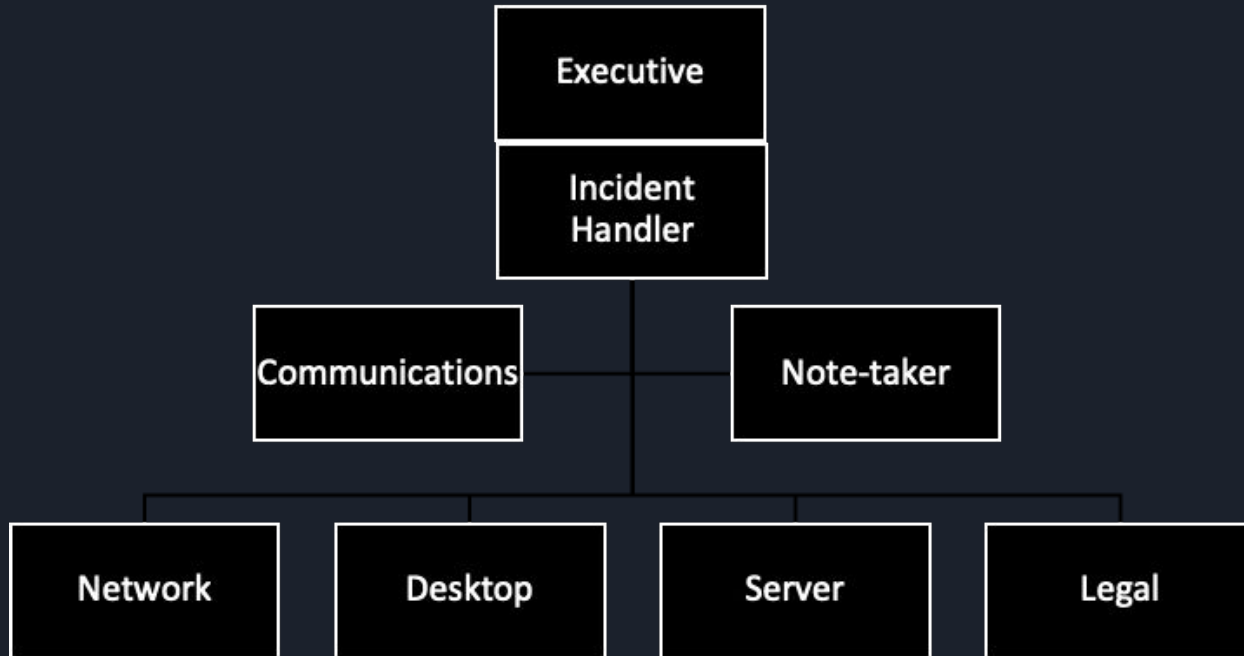 Executive
Incident
Handler
Communications
Note-taker
Network
Desktop
Server
Legal